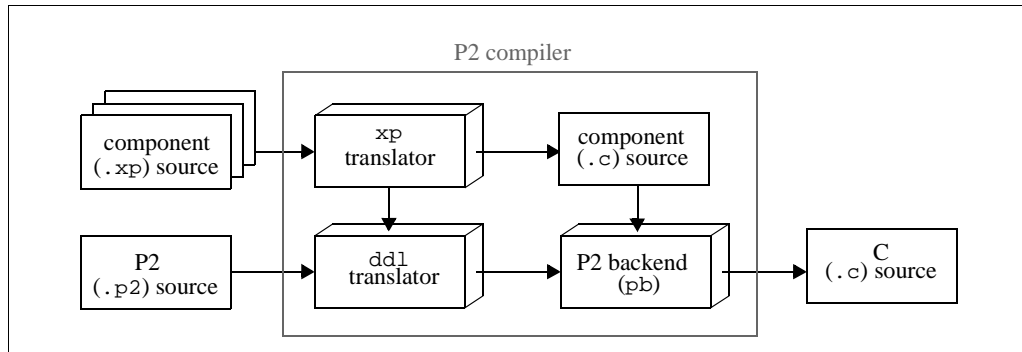 P2 compiler
component
(.xp) source
xp
translator
component
(.c) source
P2
(.p2) source
ddl
translator
P2 backend
(pb)
C
(.c) source